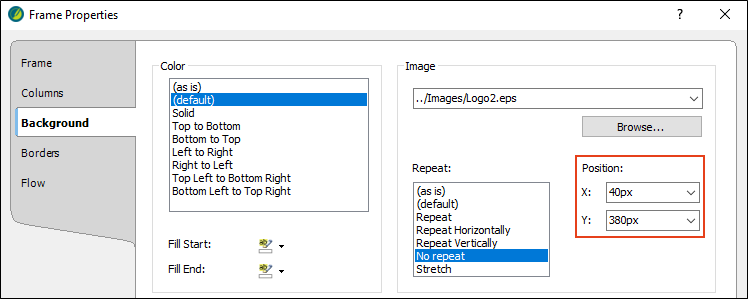 Frame Properties
?
Frame
Columns
Background
Borders
Flow
Color
(as is)
(default)
Solid
Top to Bottom
Bottom to Top
Left to Right
Right to Left
Top Left to Bottom Right
Bottom Left to Top Right
Fill Start:
Fill End:
Image
../Images/Logo2.eps
Browse...
Repeat:
(as is)
(default)
Repeat
Repeat Horizontally
Repeat Vertically
No repeat
Stretch
Position:
X: 40px
Y: 380px